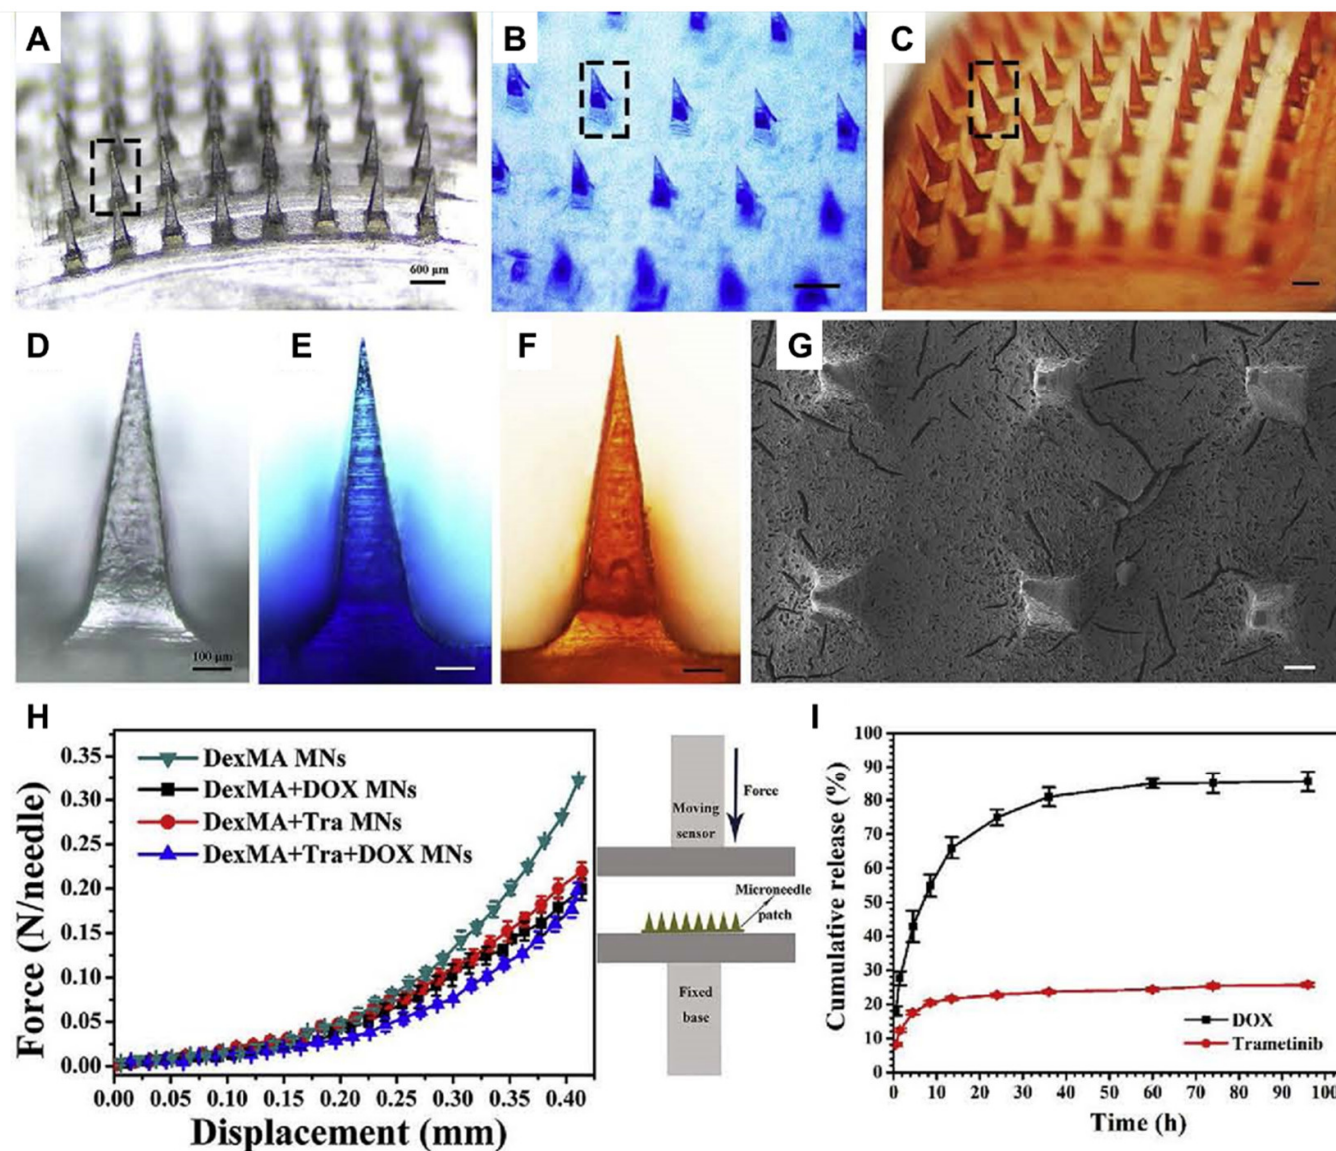 A
B
C
600 μm
D
E
F
G
100 μm
H
Force (N/needle)
0.35
0.30
0.25
0.20
0.15
0.10
0.05
0.00
DexMA MNs
DexMA+DOX MNs
DexMA+Tra MNs
DexMA+Tra+DOX MNs
0.00 0.05 0.10 0.15 0.20 0.25 0.30 0.35 0.40
Displacement (mm)
Moving
sensor
Force
Microneedle
patch
Fixed
base
I
Cumulative release (%)
100
90
80
70
60
50
40
30
20
10
0
DOX
Trametinib
0 10 20 30 40 50 60 70 80 90 100
Time (h)